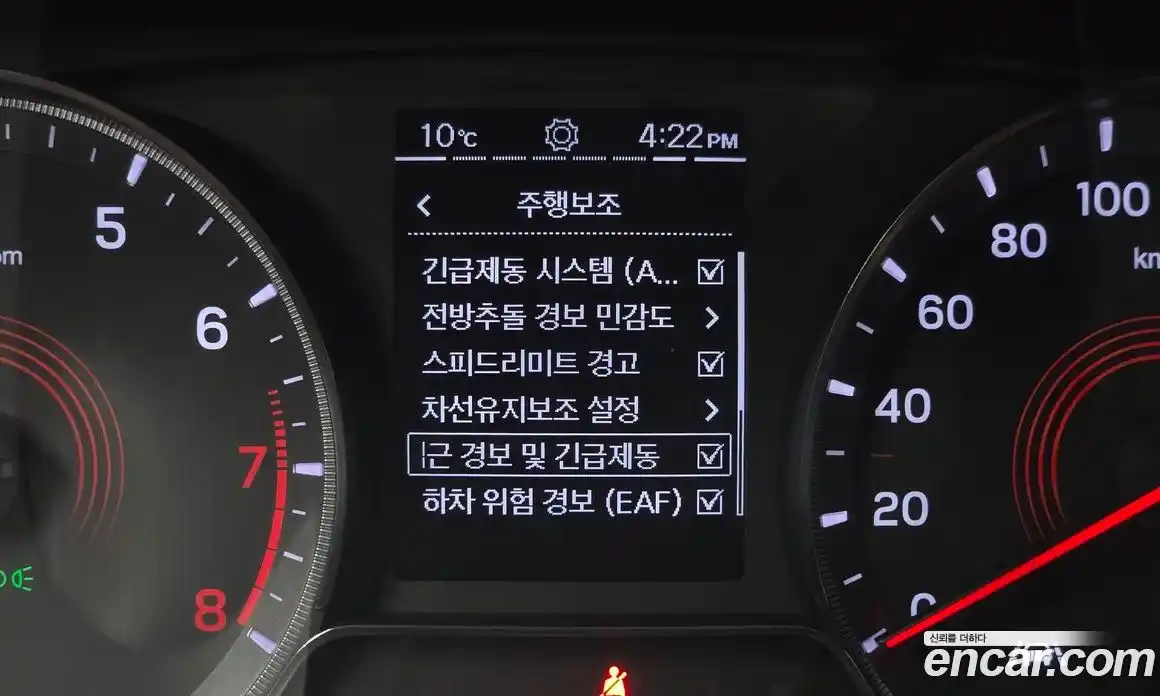 10℃ 4:22 PM
주행보조
긴급제동 시스템 (A...
전방추돌 경보 민감도
스피드리미트 경고
차선유지보조 설정
근 경보 및 긴급제동
하차 위험 경보 (EAF)
5
6
7
8
100
80
60
40
20
0
신뢰를 더하다
encar.com